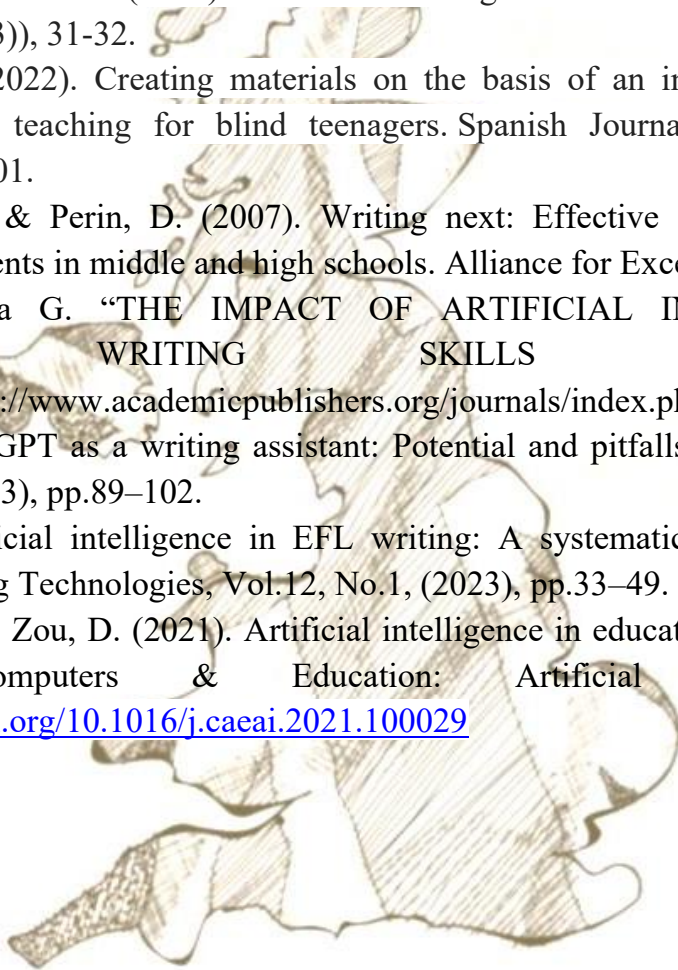 3)), 31-32.
2022). Creating materials on the basis of an in
teaching for blind teenagers. Spanish Journa
01.
& Perin, D. (2007). Writing next: Effective
ents in middle and high schools. Alliance for Exce
a G. “THE IMPACT OF ARTIFICIAL IN
WRITING SKILLS
://www.academicpublishers.org/journals/index.ph
GPT as a writing assistant: Potential and pitfalls
3), pp.89–102.
icial intelligence in EFL writing: A systematic
g Technologies, Vol.12, No.1, (2023), pp.33–49.
Zou, D. (2021). Artificial intelligence in educat
omputers & Education: Artificial
.org/10.1016/j.caeai.2021.100029